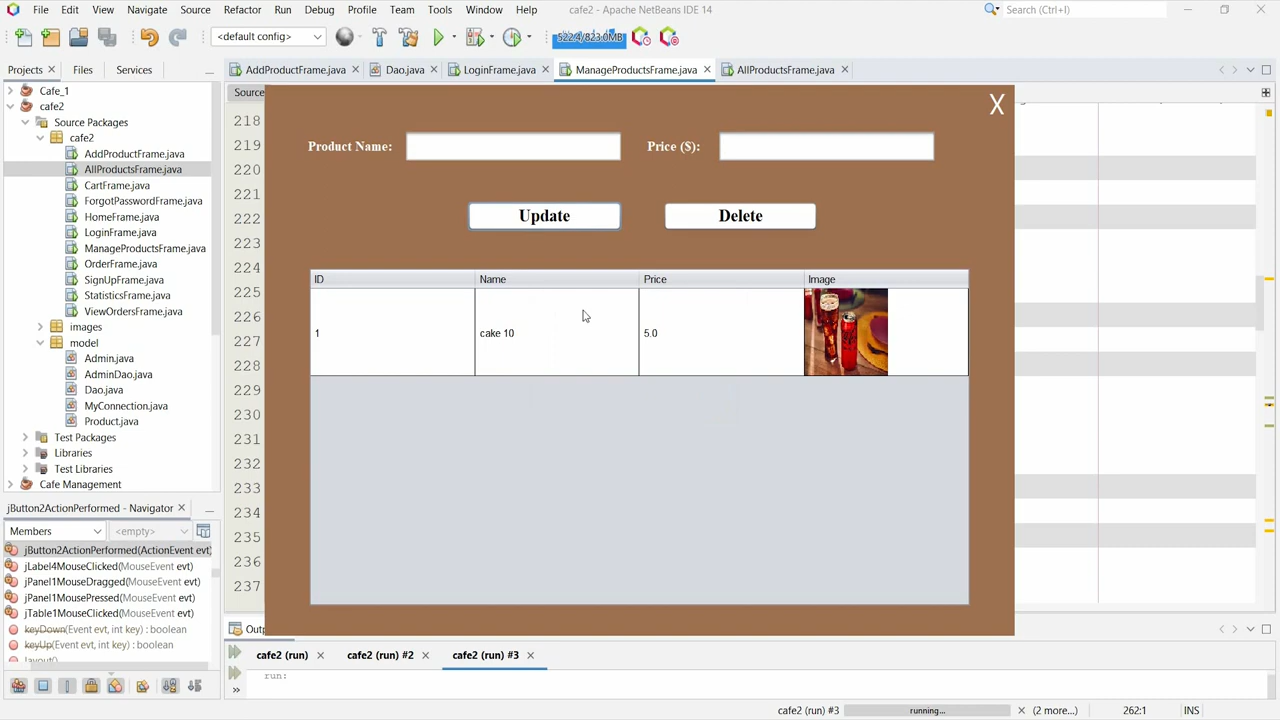 File Edit View Navigate Source Refactor Run Debug Profile Team Tools Window Help cafe2 - Apache NetBeans IDE 14 Search (Ctrl+I)
<default config> 522.4/823.0MB
Projects Files Services AddProductFrame.java Dao.java LoginFrame.java ManageProductsFrame.java AllProductsFrame.java
Cafe_1
cafe2
Source Packages
cafe2
AddProductFrame.java
AllProductsFrame.java
CartFrame.java
ForgotPasswordFrame.java
HomeFrame.java
LoginFrame.java
ManageProductsFrame.java
OrderFrame.java
SignUpFrame.java
StatisticsFrame.java
ViewOrdersFrame.java
images
model
Admin.java
AdminDao.java
Dao.java
MyConnection.java
Product.java
Test Packages
Libraries
Test Libraries
Cafe Management
jButton2ActionPerformed - Navigator
Members <empty>
jButton2ActionPerformed(ActionEvent evt)
jLabel4MouseClicked(MouseEvent evt)
jPanel1MouseDragged(MouseEvent evt)
jPanel1MousePressed(MouseEvent evt)
jTable1MouseClicked(MouseEvent evt)
keyDown(Event evt, int key) : boolean
keyUp(Event evt, int key) : boolean
Source
218
219
220
221
222
223
224
225
226
227
228
229
230
231
232
233
234
235
236
237
X
Product Name: Price ($):
Update Delete
ID Name Price Image
1 cake 10 5.0
cafe2 (run) cafe2 (run) #2 cafe2 (run) #3
run:
cafe2 (run) #3 running... (2 more...) 262:1 INS